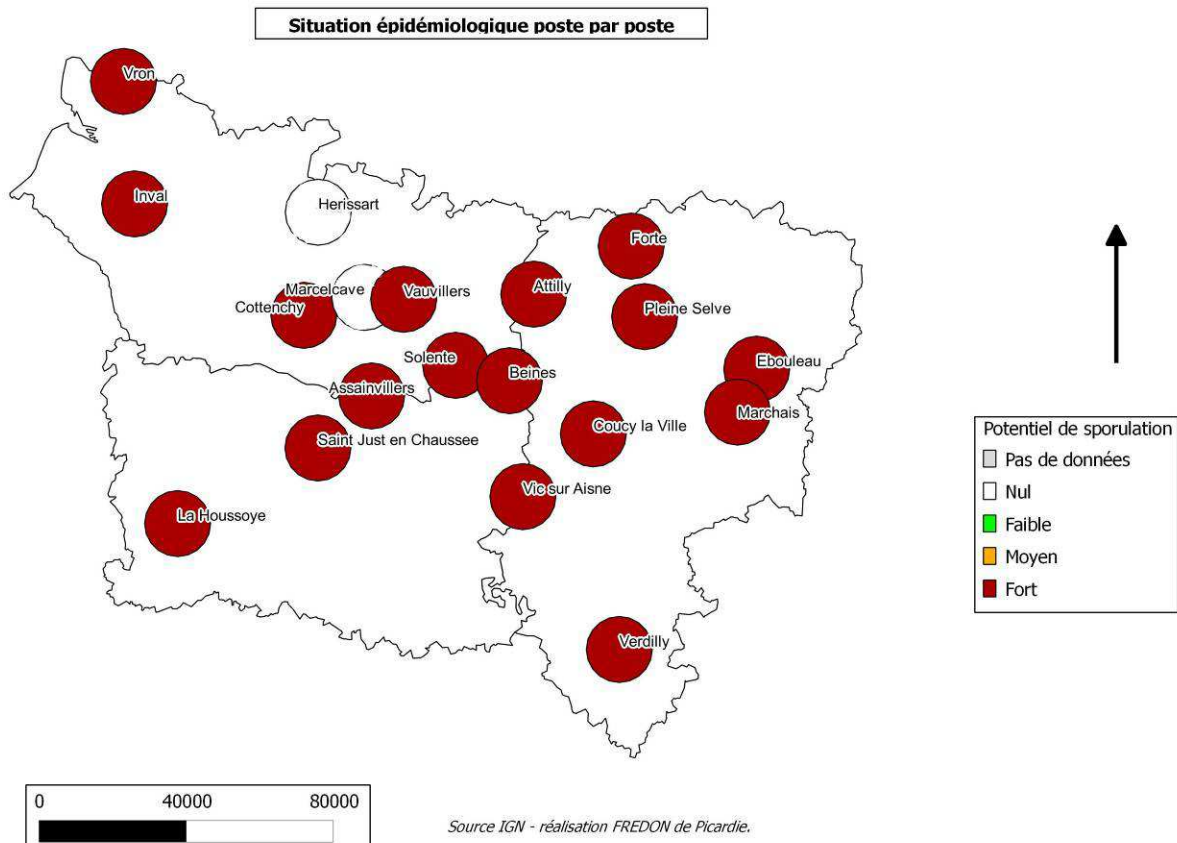 Situation épidémiologique poste par poste
Vron
Inval
Herissart
Forte
Marcelcave
Vauvillers
Attilly
Cottenchy
Pleine Selve
Solente
Beines
Ebouleau
Assainvillers
Marchais
Saint Just en Chaussee
Coucy la Ville
Vic sur Aisne
La Houssoye
Verdilly
Potentiel de sporulation
Pas de données
Nul
Faible
Moyen
Fort
0 40000 80000
Source IGN - réalisation FREDON de Picardie.